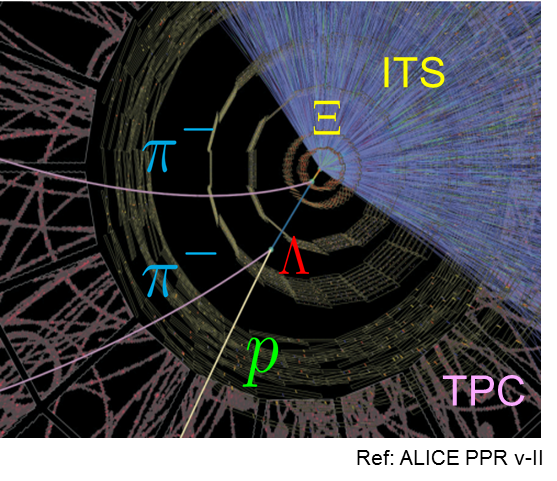 ITS
Ξ
π⁻
π⁻
Λ
p
TPC
Ref: ALICE PPR v-II